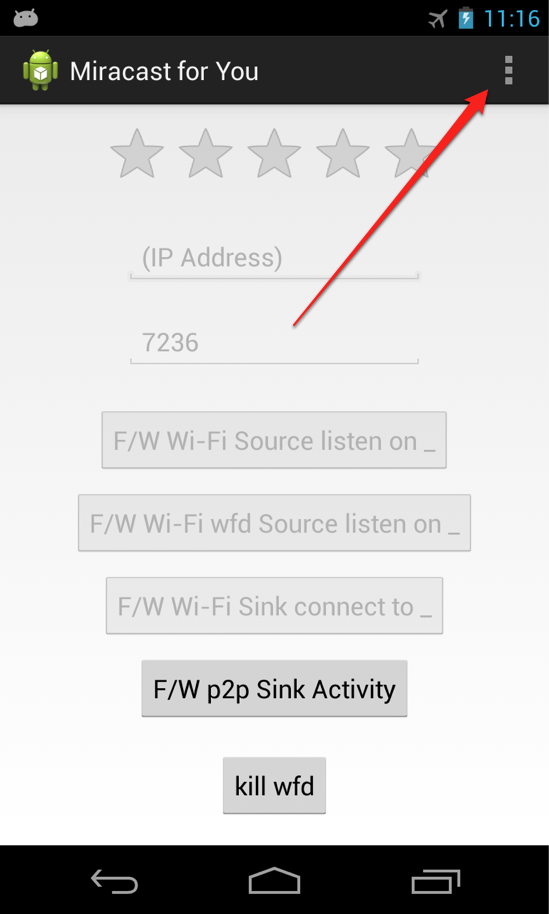 11:16
Miracast for You
(IP Address)
7236
F/W Wi-Fi Source listen on _
F/W Wi-Fi wfd Source listen on _
F/W Wi-Fi Sink connect to _
F/W p2p Sink Activity
kill wfd